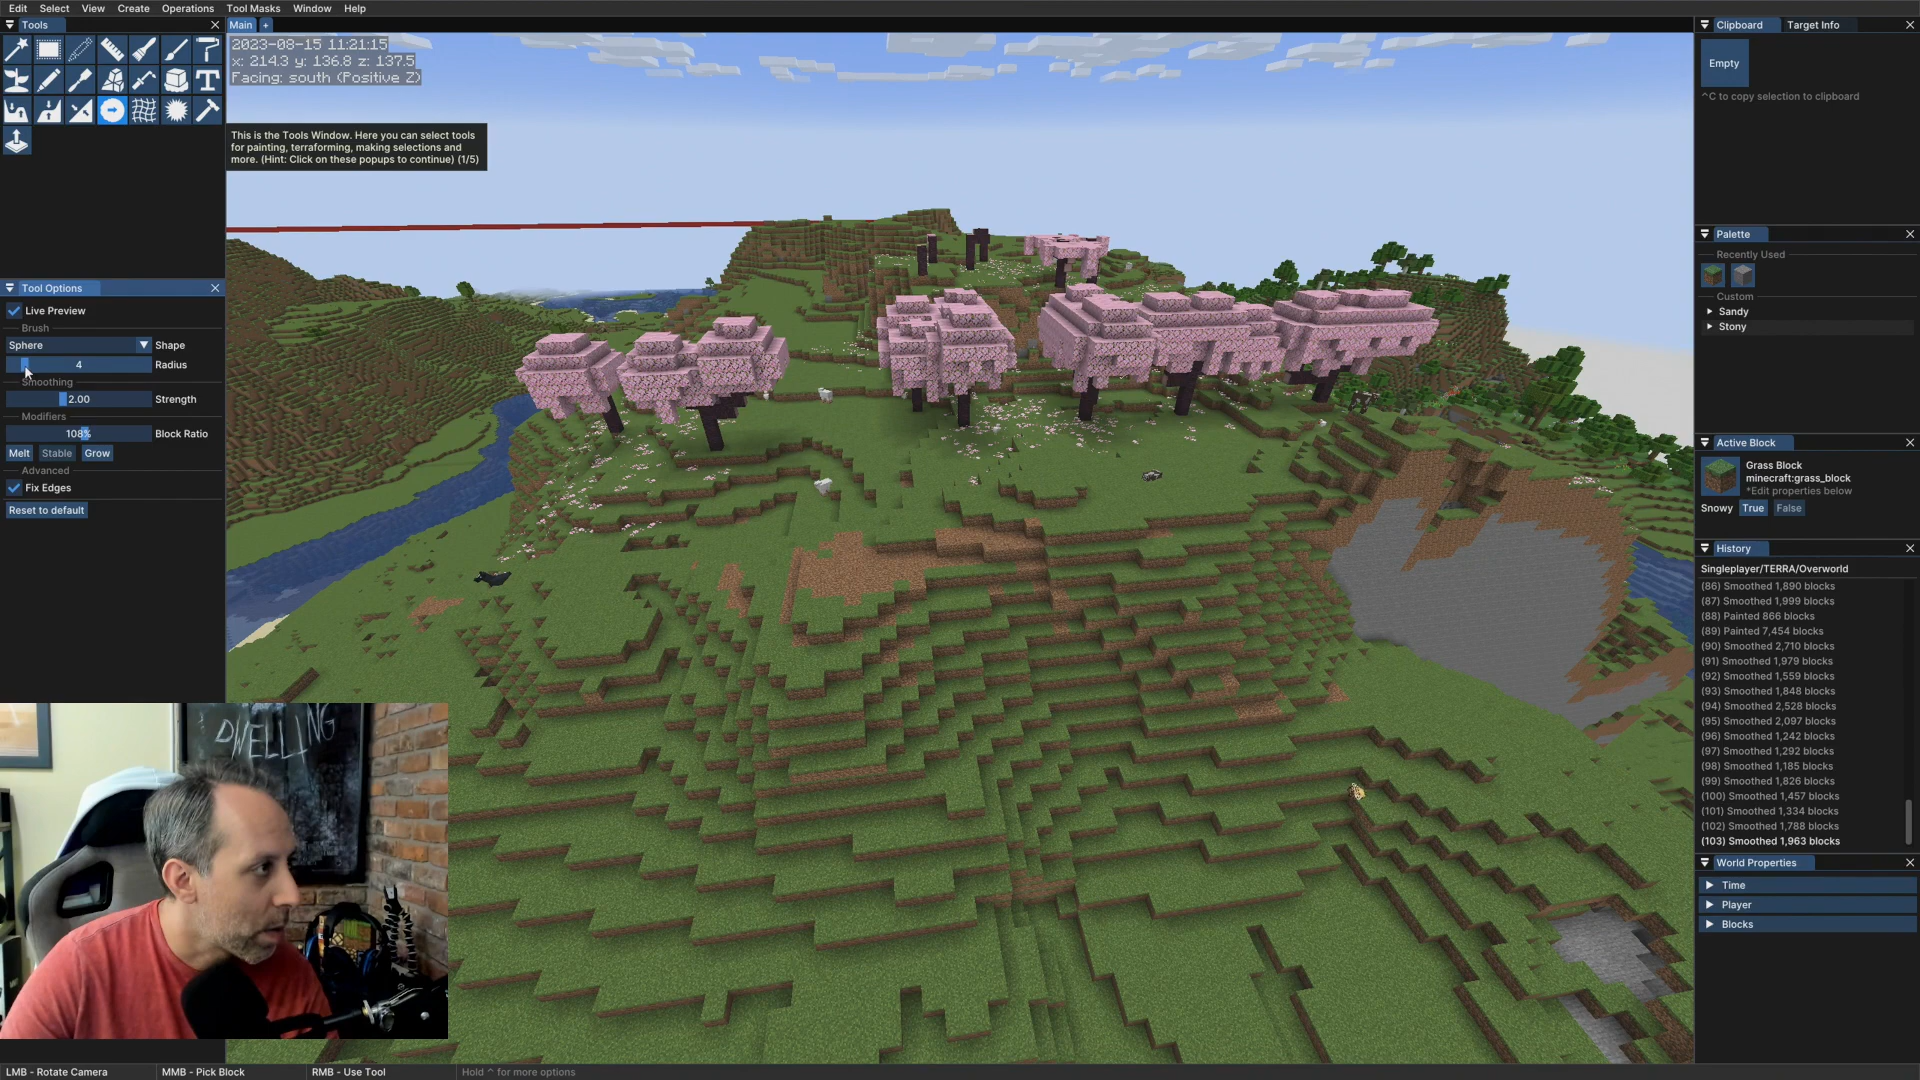 Edit Select View Create Operations Tool Masks Window Help
Tools
Main +
2023-08-15 11:21:15
x: 214.3 y: 136.8 z: 137.5
Facing: south (Positive Z)
This is the Tools Window. Here you can select tools
for painting, terraforming, making selections and
more. (Hint: Click on these popups to continue) (1/5)
Tool Options
Live Preview
Brush
Sphere Shape
4 Radius
Smoothing
2.00 Strength
Modifiers
108% Block Ratio
Melt Stable Grow
Advanced
Fix Edges
Reset to default
DWELLING
LMB - Rotate Camera MMB - Pick Block RMB - Use Tool Hold ^ for more options
Clipboard Target Info
Empty
^C to copy selection to clipboard
Palette
Recently Used
Custom
Sandy
Stony
Active Block
Grass Block
minecraft:grass_block
*Edit properties below
Snowy True False
History
Singleplayer/TERRA/Overworld
(86) Smoothed 1,890 blocks
(87) Smoothed 1,999 blocks
(88) Painted 866 blocks
(89) Painted 7,454 blocks
(90) Smoothed 2,710 blocks
(91) Smoothed 1,979 blocks
(92) Smoothed 1,559 blocks
(93) Smoothed 1,848 blocks
(94) Smoothed 2,528 blocks
(95) Smoothed 2,097 blocks
(96) Smoothed 1,242 blocks
(97) Smoothed 1,292 blocks
(98) Smoothed 1,185 blocks
(99) Smoothed 1,826 blocks
(100) Smoothed 1,457 blocks
(101) Smoothed 1,334 blocks
(102) Smoothed 1,788 blocks
(103) Smoothed 1,963 blocks
World Properties
Time
Player
Blocks